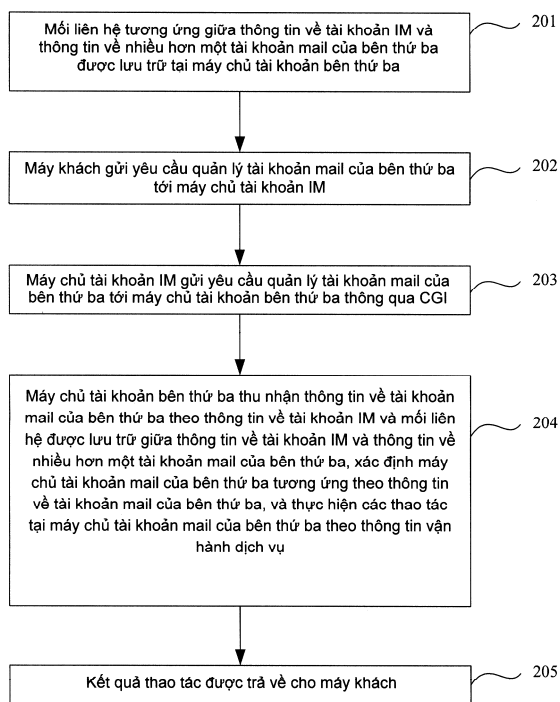 Mối liên hệ tương ứng giữa thông tin về tài khoản IM và
thông tin về nhiều hơn một tài khoản mail của bên thứ ba
được lưu trữ tại máy chủ tài khoản bên thứ ba
201
Máy khách gửi yêu cầu quản lý tài khoản mail của bên thứ ba
tới máy chủ tài khoản IM
202
Máy chủ tài khoản IM gửi yêu cầu quản lý tài khoản mail của
bên thứ ba tới máy chủ tài khoản bên thứ ba thông qua CGI
203
Máy chủ tài khoản bên thứ ba thu nhận thông tin về tài khoản
mail của bên thứ ba theo thông tin về tài khoản IM và mối liên
hệ được lưu trữ giữa thông tin về tài khoản IM và thông tin về
nhiều hơn một tài khoản mail của bên thứ ba, xác định máy
chủ tài khoản mail của bên thứ ba tương ứng theo thông tin
về tài khoản mail của bên thứ ba, và thực hiện các thao tác
tại máy chủ tài khoản mail của bên thứ ba theo thông tin vận
hành dịch vụ
204
Kết quả thao tác được trả về cho máy khách
205